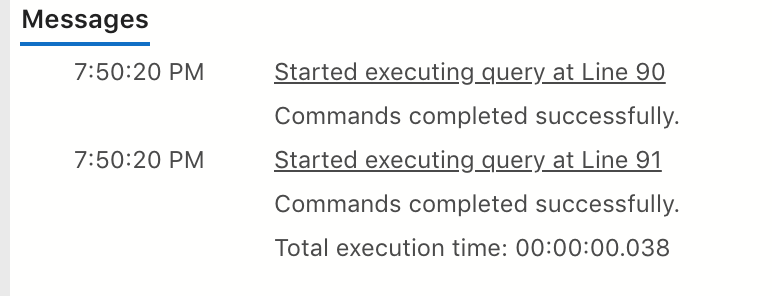 Messages
7:50:20 PM Started executing query at Line 90
Commands completed successfully.
7:50:20 PM Started executing query at Line 91
Commands completed successfully.
Total execution time: 00:00:00.038